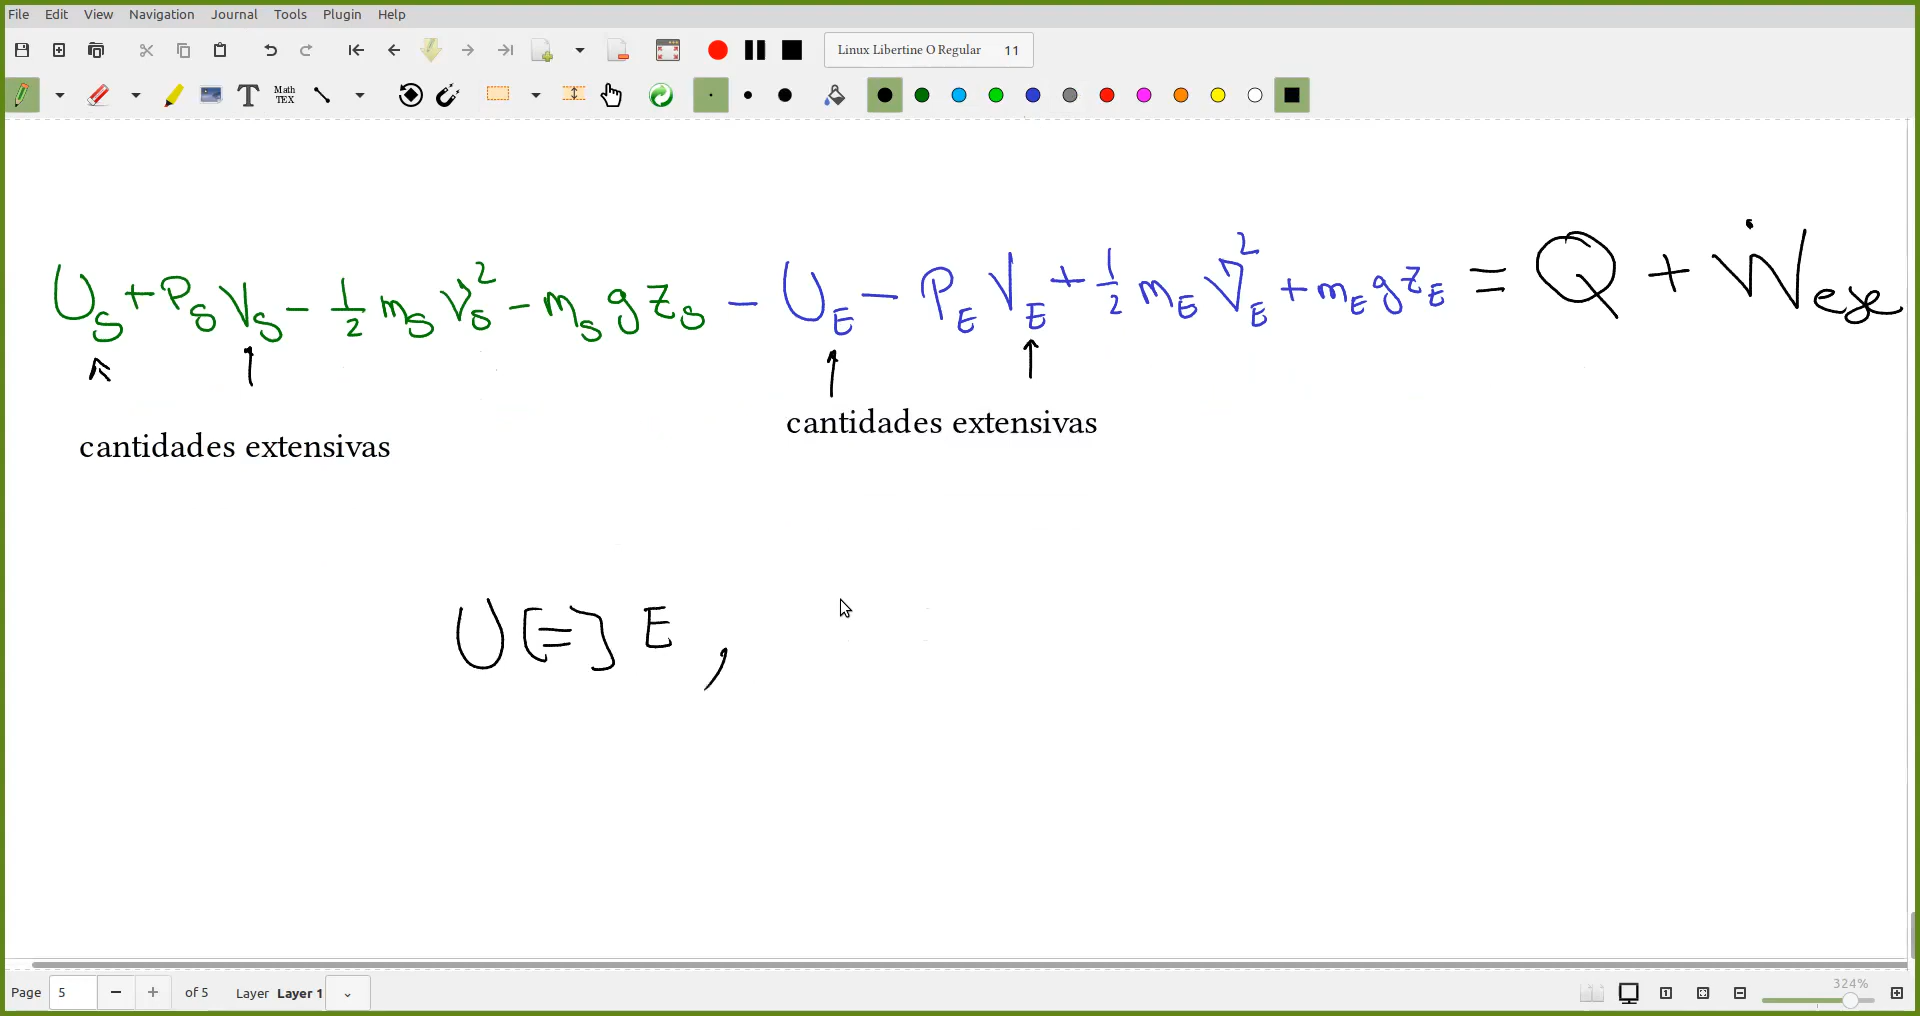 File Edit View Navigation Journal Tools Plugin Help
Linux Libertine O Regular 11
T Math TEX
U_S + P_S V_S - 1/2 m_S V_S^2 - m_S g z_S - U_E - P_E V_E + 1/2 m_E V_E^2 + m_E g z_E = Q + Ẇ_eje
cantidades extensivas
cantidades extensivas
U [=] E ,
Page 5 of 5 Layer Layer 1 324%